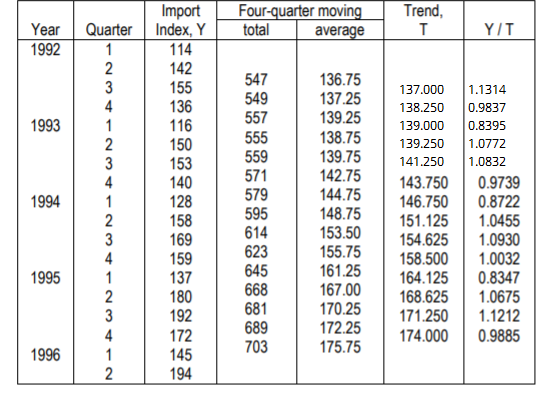 Import Four-quarter moving Trend,
Year Quarter Index, Y total average T Y / T
1992 1 114
2 142
547 136.75
3 155 137.000 1.1314
549 137.25
4 136 138.250 0.9837
557 139.25
1993 1 116 139.000 0.8395
555 138.75
2 150 139.250 1.0772
559 139.75
3 153 141.250 1.0832
571 142.75
4 140 143.750 0.9739
579 144.75
1994 1 128 146.750 0.8722
595 148.75
2 158 151.125 1.0455
614 153.50
3 169 154.625 1.0930
623 155.75
4 159 158.500 1.0032
645 161.25
1995 1 137 164.125 0.8347
668 167.00
2 180 168.625 1.0675
681 170.25
3 192 171.250 1.1212
689 172.25
4 172 174.000 0.9885
703 175.75
1996 1 145
2 194